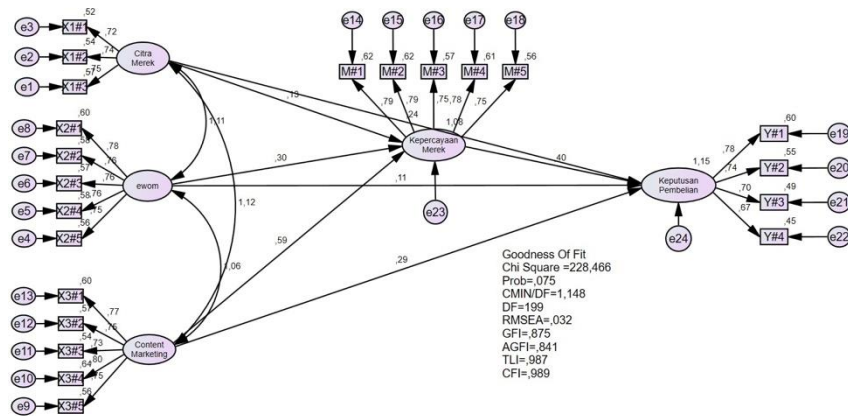 e3
,52
X1#1
,72
e2
,54
X1#2
,74
e1
,57
X1#3
,75
Citra
Merek
e8
,60
X2#1
,78
e7
,58
X2#2
,76
e6
,57
X2#3
,76
e5
,58
X2#4
,76
e4
,56
X2#5
,75
ewom
e13
,60
X3#1
,77
e12
,57
X3#2
,75
e11
,54
X3#3
,73
e10
,64
X3#4
,80
e9
,56
X3#5
,75
Content
Marketing
1,11
1,12
1,06
e14
e15
e16
e17
e18
,62
,62
,57
,61
,56
M#1
M#2
M#3
M#4
M#5
,79
,79
,75
,78
,75
,13
,24
1,08
Kepercayaan
Merek
e23
,30
,11
,59
,40
,29
1,15
Keputusan
Pembelian
e24
,60
Y#1
e19
,78
,55
Y#2
e20
,74
,49
Y#3
e21
,70
,45
Y#4
e22
,67
Goodness Of Fit
Chi Square =228,466
Prob=,075
CMIN/DF=1,148
DF=199
RMSEA=,032
GFI=,875
AGFI=,841
TLI=,987
CFI=,989